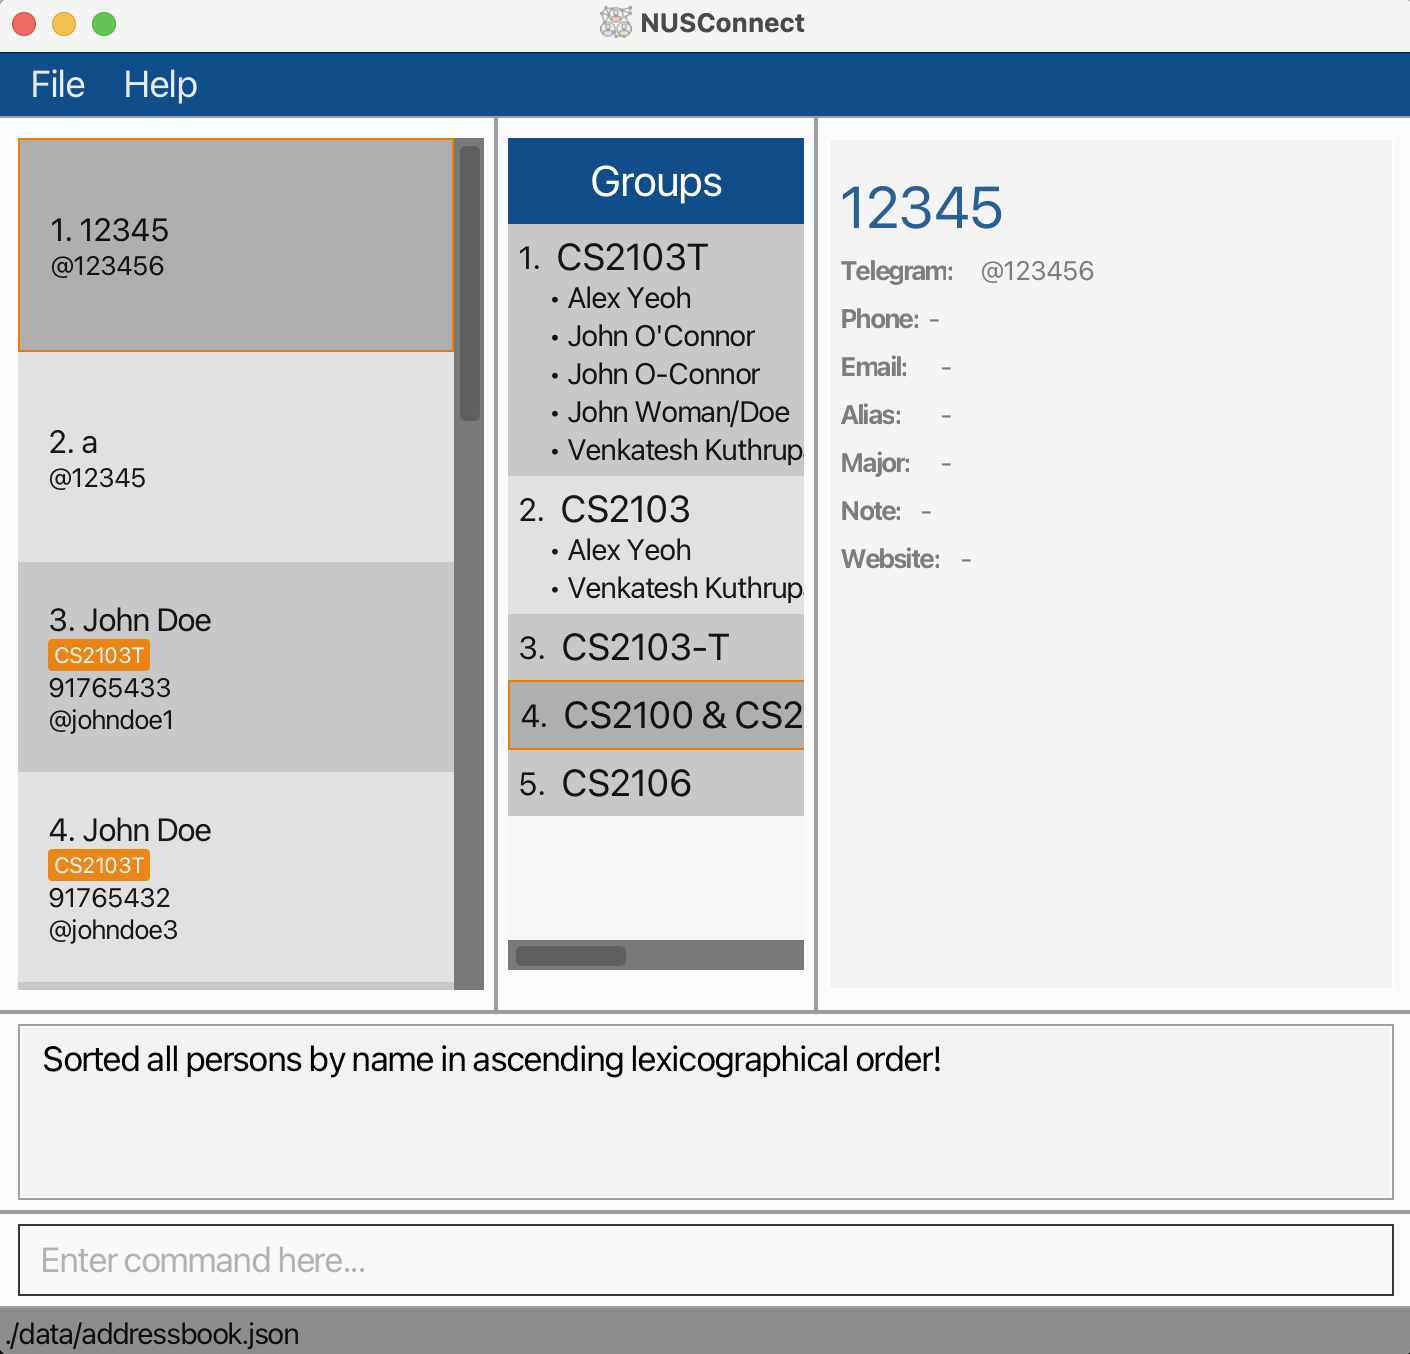 NUSConnect
File Help
1. 12345
@123456
2. a
@12345
3. John Doe
CS2103T
91765433
@johndoe1
4. John Doe
CS2103T
91765432
@johndoe3
Groups
1. CS2103T
• Alex Yeoh
• John O'Connor
• John O-Connor
• John Woman/Doe
• Venkatesh Kuthrup
2. CS2103
• Alex Yeoh
• Venkatesh Kuthrup
3. CS2103-T
4. CS2100 & CS2
5. CS2106
12345
Telegram: @123456
Phone: -
Email: -
Alias: -
Major: -
Note: -
Website: -
Sorted all persons by name in ascending lexicographical order!
Enter command here...
./data/addressbook.json